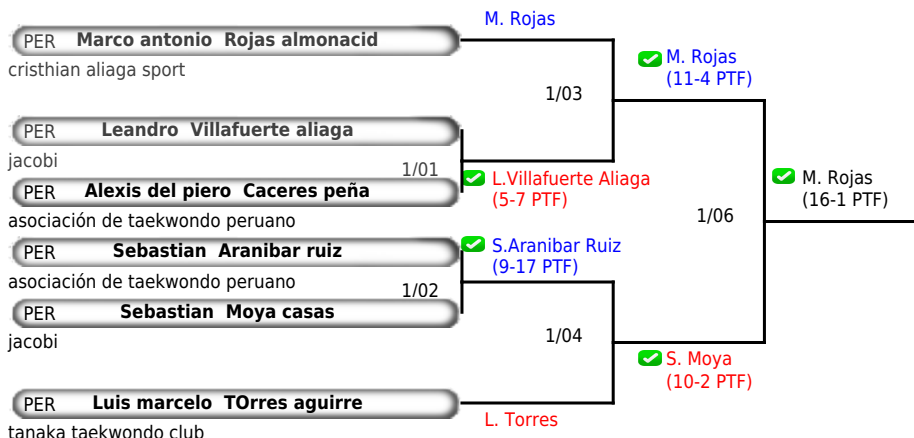 M. Rojas
PER Marco antonio Rojas almonacid
cristhian aliaga sport
M. Rojas
(11-4 PTF)
1/03
PER Leandro Villafuerte aliaga
jacobi
1/01
L.Villafuerte Aliaga
(5-7 PTF)
PER Alexis del piero Caceres peña
asociación de taekwondo peruano
M. Rojas
(16-1 PTF)
1/06
PER Sebastian Aranibar ruiz
asociación de taekwondo peruano
S.Aranibar Ruiz
(9-17 PTF)
1/02
PER Sebastian Moya casas
jacobi
1/04
S. Moya
(10-2 PTF)
PER Luis marcelo TOrres aguirre
tanaka taekwondo club
L. Torres